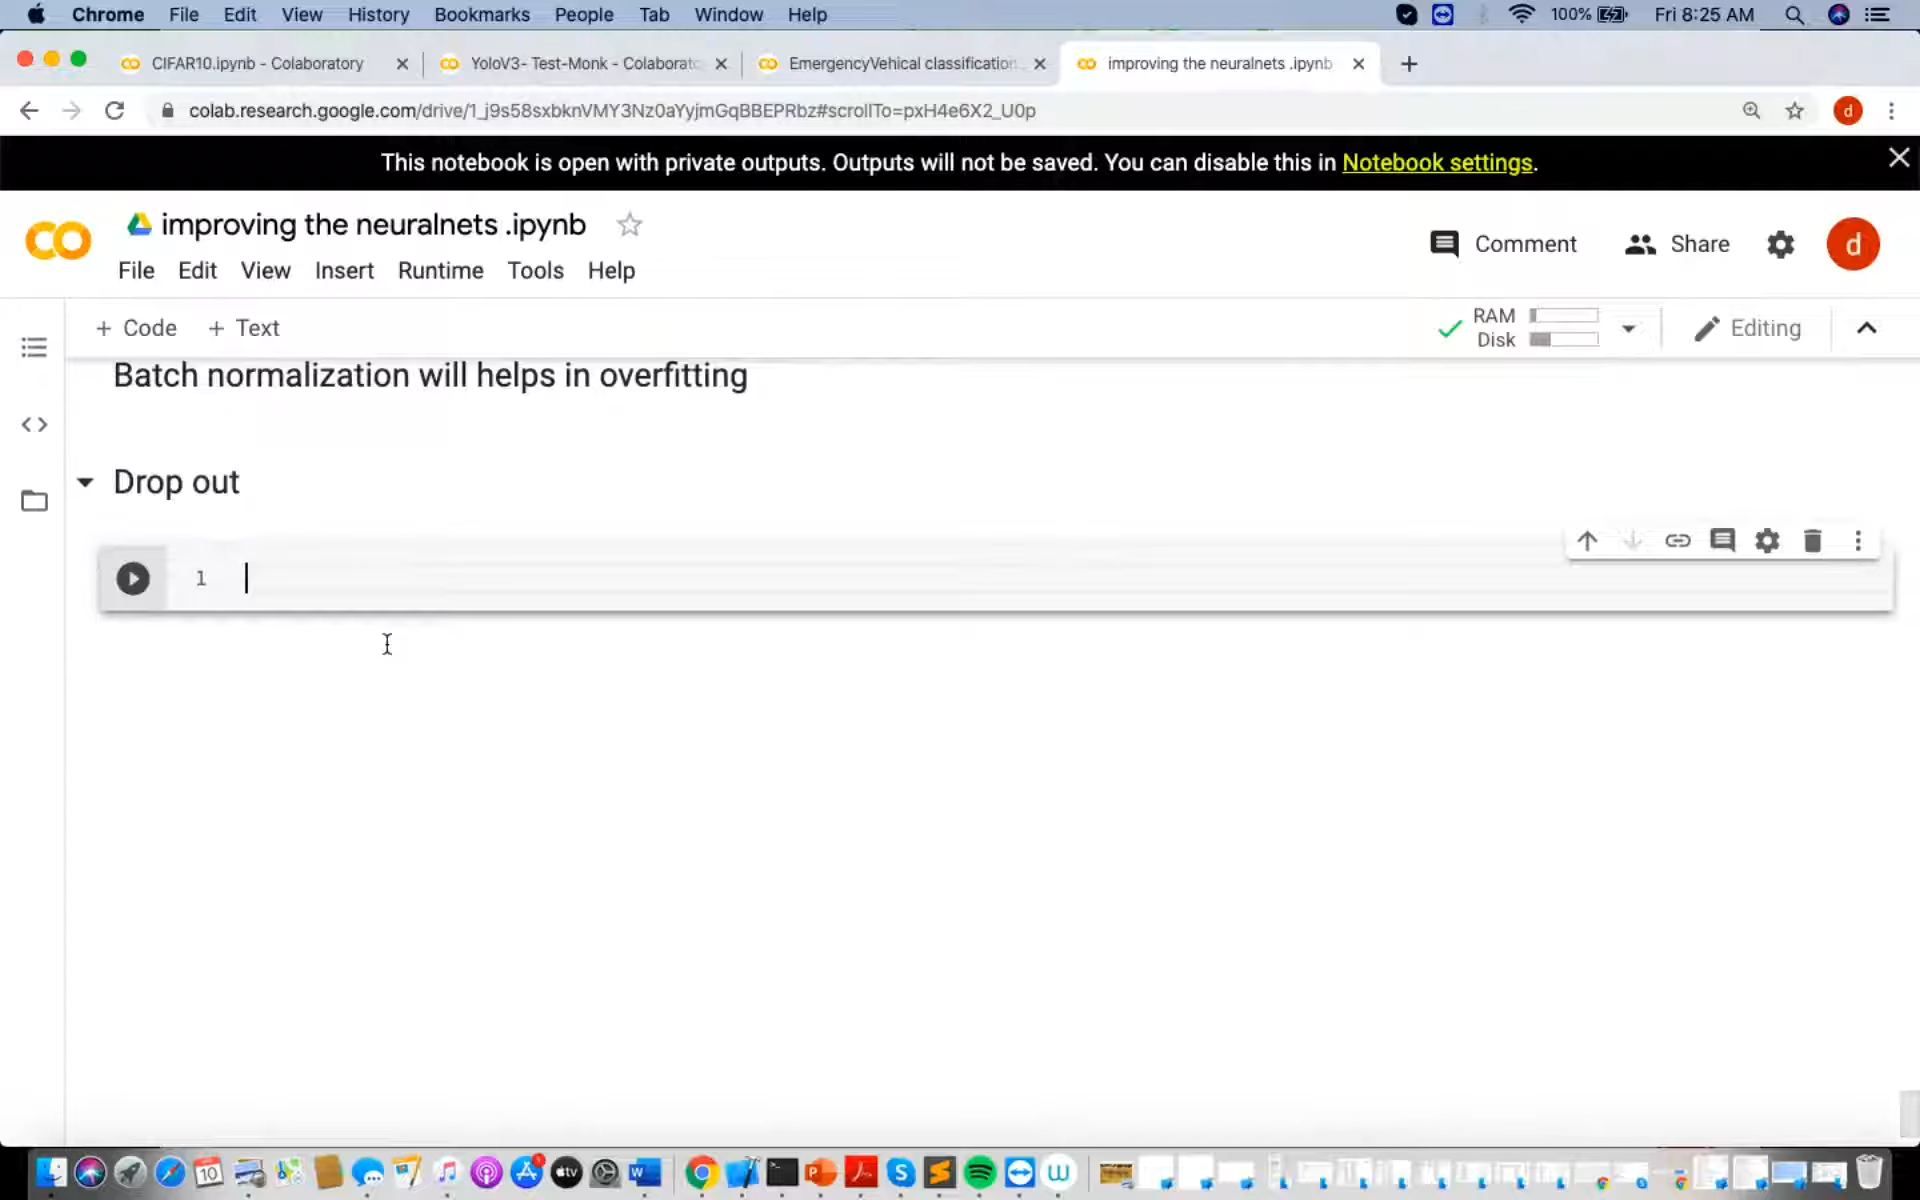 Chrome File Edit View History Bookmarks People Tab Window Help 100% Fri 8:25 AM
CIFAR10.ipynb - Colaboratory YoloV3- Test-Monk - Colaborato EmergencyVehical classification improving the neuralnets .ipynb
colab.research.google.com/drive/1_j9s58sxbknVMY3Nz0aYyjmGqBBEPRbz#scrollTo=pxH4e6X2_U0p d
This notebook is open with private outputs. Outputs will not be saved. You can disable this in Notebook settings.
improving the neuralnets .ipynb
Comment Share d
File Edit View Insert Runtime Tools Help
+ Code + Text RAM Editing
Disk
Batch normalization will helps in overfitting
Drop out
1